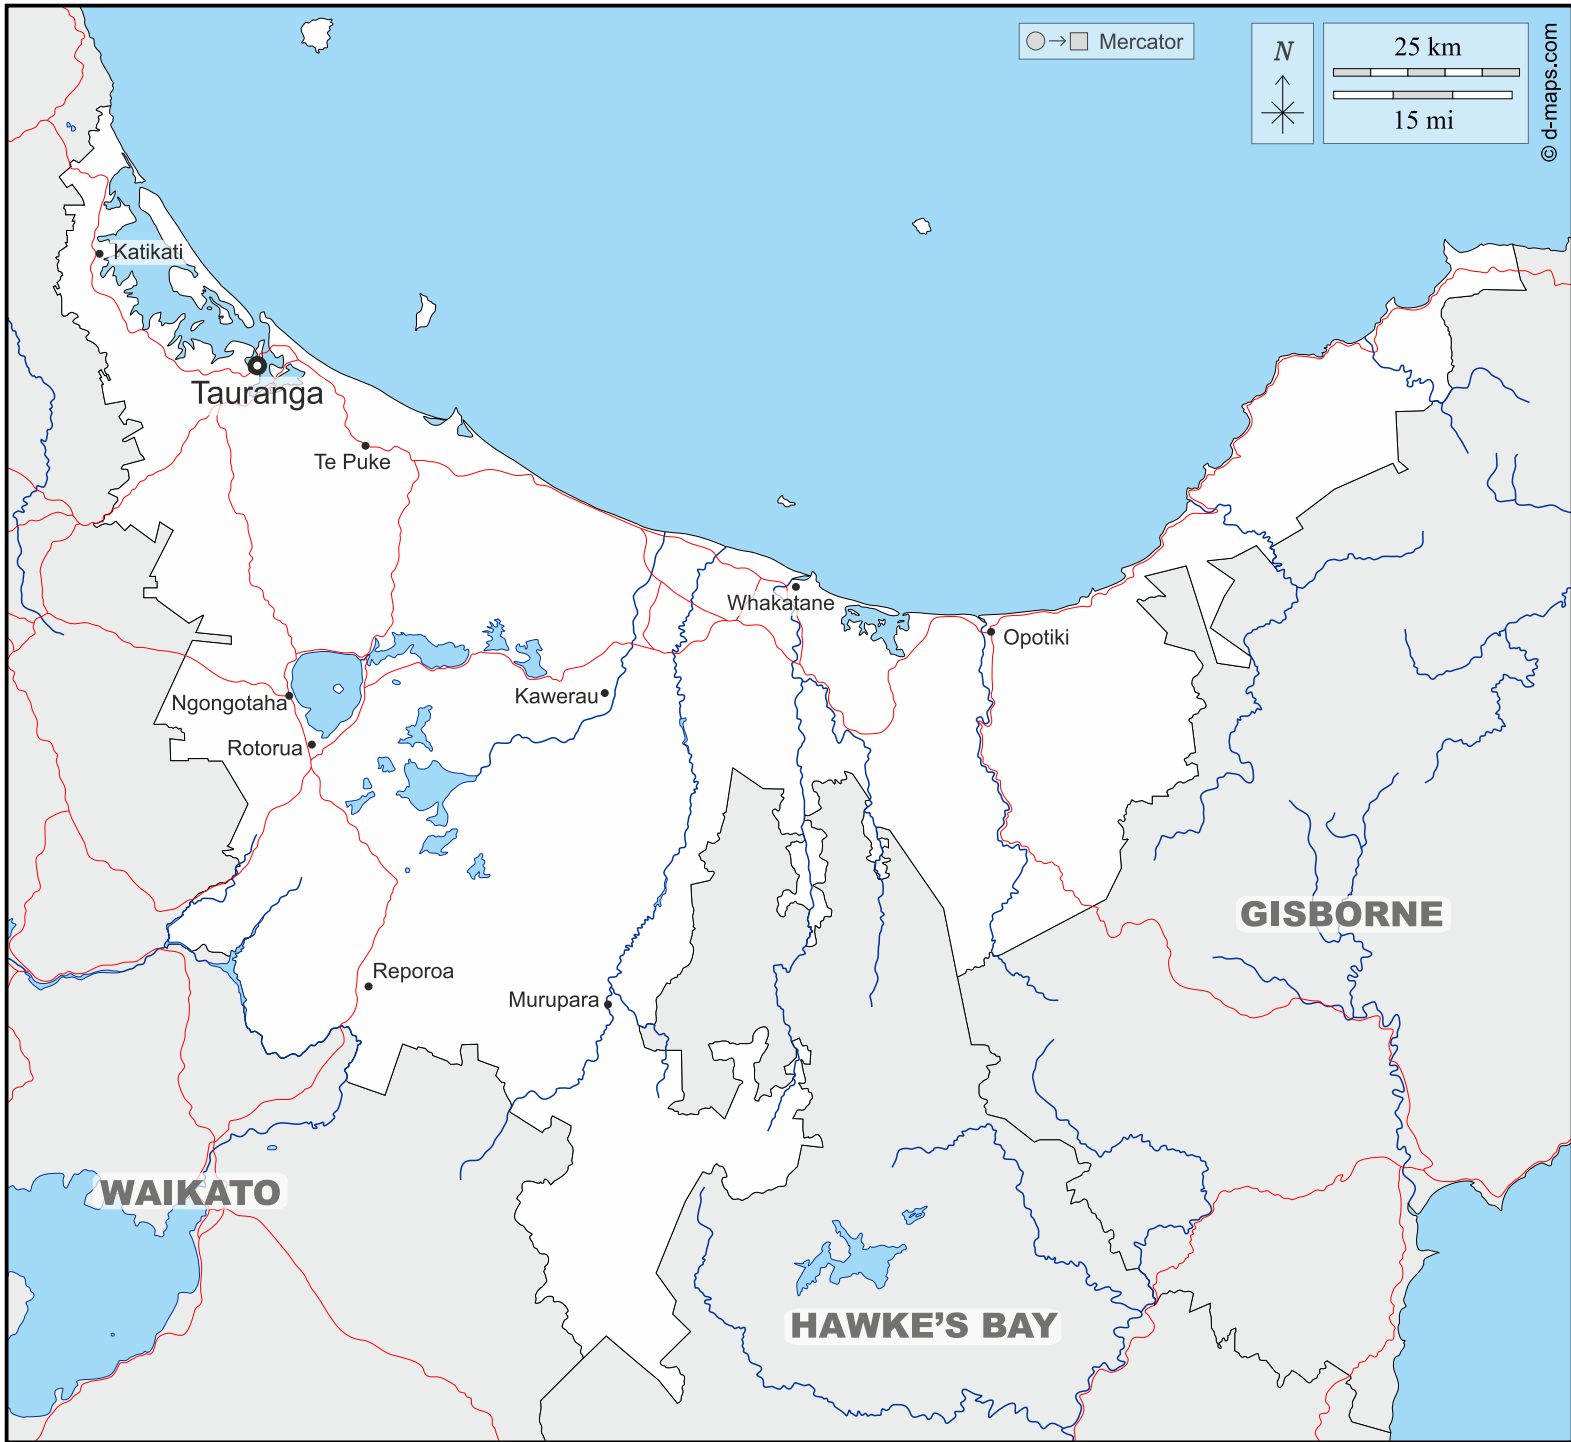 Mercator
N
25 km
15 mi
© d-maps.com
Katikati
Tauranga
Te Puke
Whakatane
Opotiki
Ngongotaha
Kawerau
Rotorua
GISBORNE
Reporoa
Murupara
WAIKATO
HAWKE'S BAY